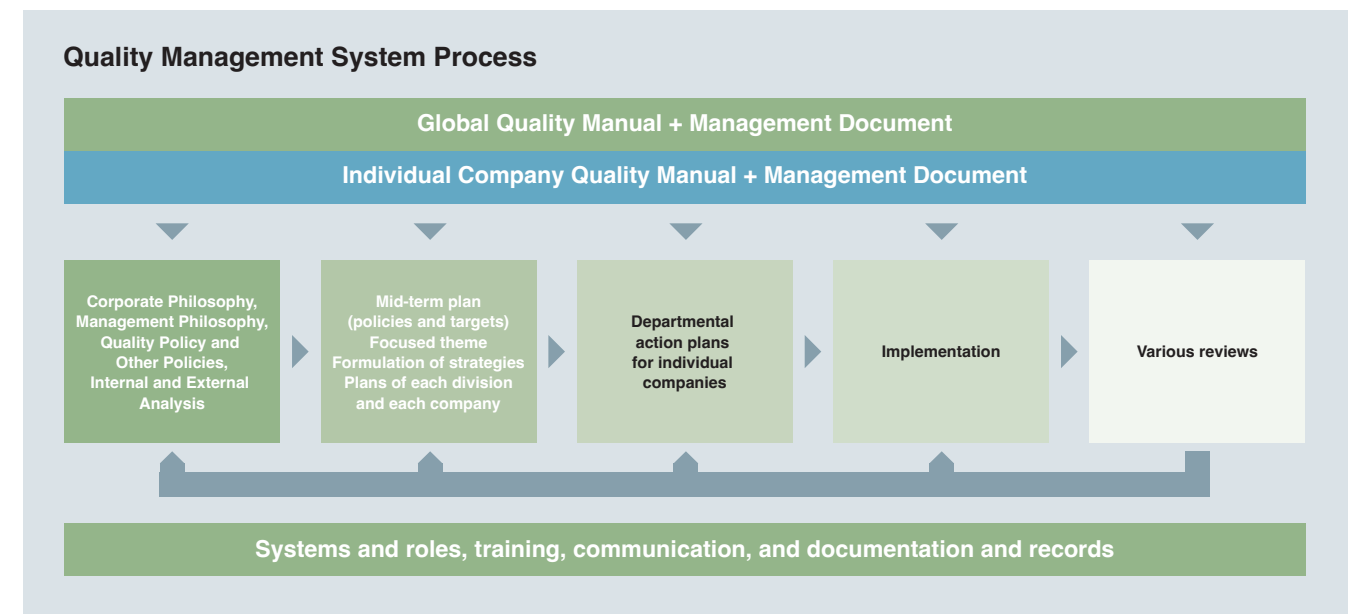 Quality Management System Process
Global Quality Manual + Management Document
Individual Company Quality Manual + Management Document
Corporate Philosophy,
Management Philosophy,
Quality Policy and
Other Policies,
Internal and External
Analysis
Mid-term plan
(policies and targets)
Focused theme
Formulation of strategies
Plans of each division
and each company
Departmental
action plans
for individual
companies
Implementation
Various reviews
Systems and roles, training, communication, and documentation and records